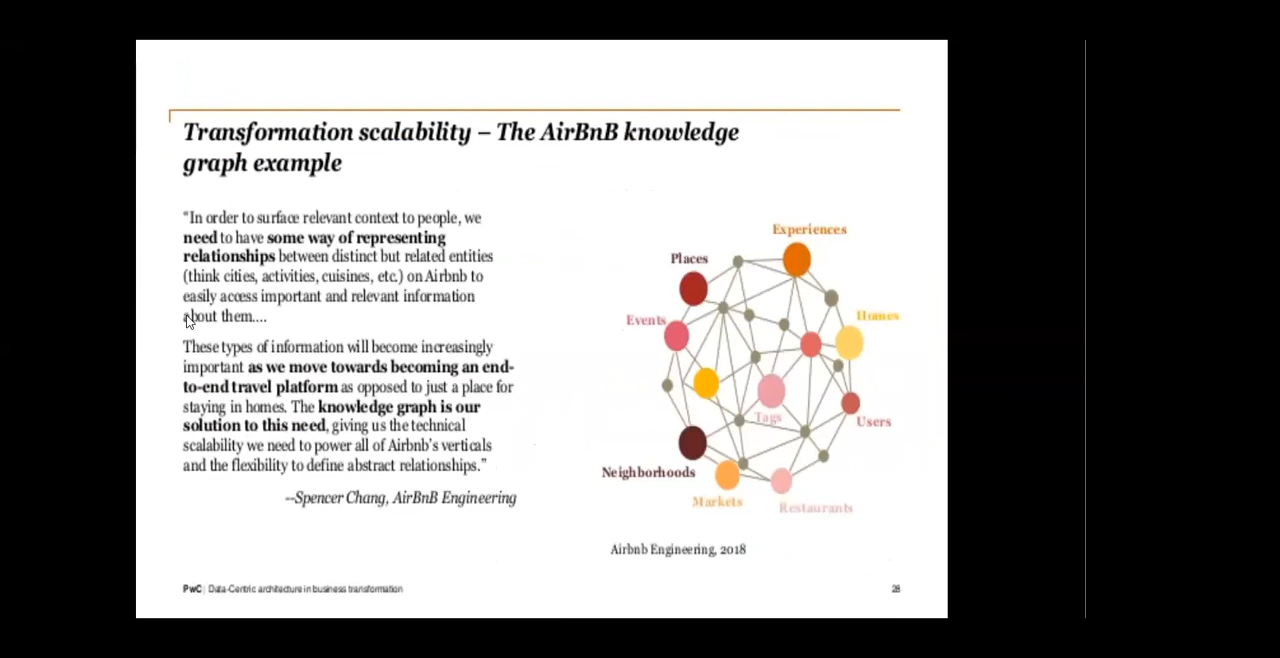 Transformation scalability – The AirBnB knowledge
graph example
“In order to surface relevant context to people, we
need to have some way of representing
relationships between distinct but related entities
(think cities, activities, cuisines, etc.) on Airbnb to
easily access important and relevant information
about them....
These types of information will become increasingly
important as we move towards becoming an end-
to-end travel platform as opposed to just a place for
staying in homes. The knowledge graph is our
solution to this need, giving us the technical
scalability we need to power all of Airbnb's verticals
and the flexibility to define abstract relationships.”
--Spencer Chang, AirBnB Engineering
Experiences
Places
Homes
Events
Tags
Users
Neighborhoods
Markets
Restaurants
Airbnb Engineering, 2018
PwC | Data-Centric architecture in business transformation
28